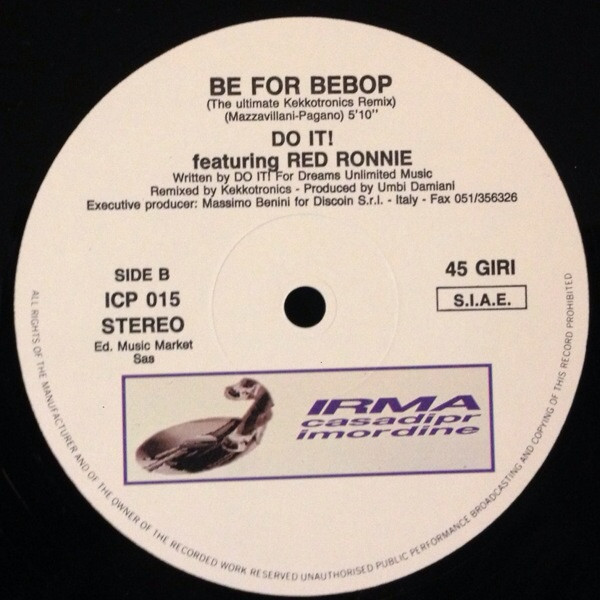 BE FOR BEBOP
(The ultimate Kekkotronics Remix)
(Mazzavillani-Pagano) 5'10''
DO IT!
featuring RED RONNIE
Written by DO IT! For Dreams Unlimited Music
Remixed by Kekkotronics - Produced by Umbi Damiani
Executive producer: Massimo Benini for Discoin S.r.l. - Italy - Fax 051/356326
SIDE B
ICP 015
STEREO
Ed. Music Market
Sas
45 GIRI
S.I.A.E.
IRMA
casadipr
imordine
ALL RIGHTS OF THE MANUFACTURER AND OF THE OWNER OF THE RECORDED WORK RESERVED UNAUTHORISED PUBLIC PERFORMANCE BROADCASTING AND COPYING OF THIS RECORD PROHIBITED